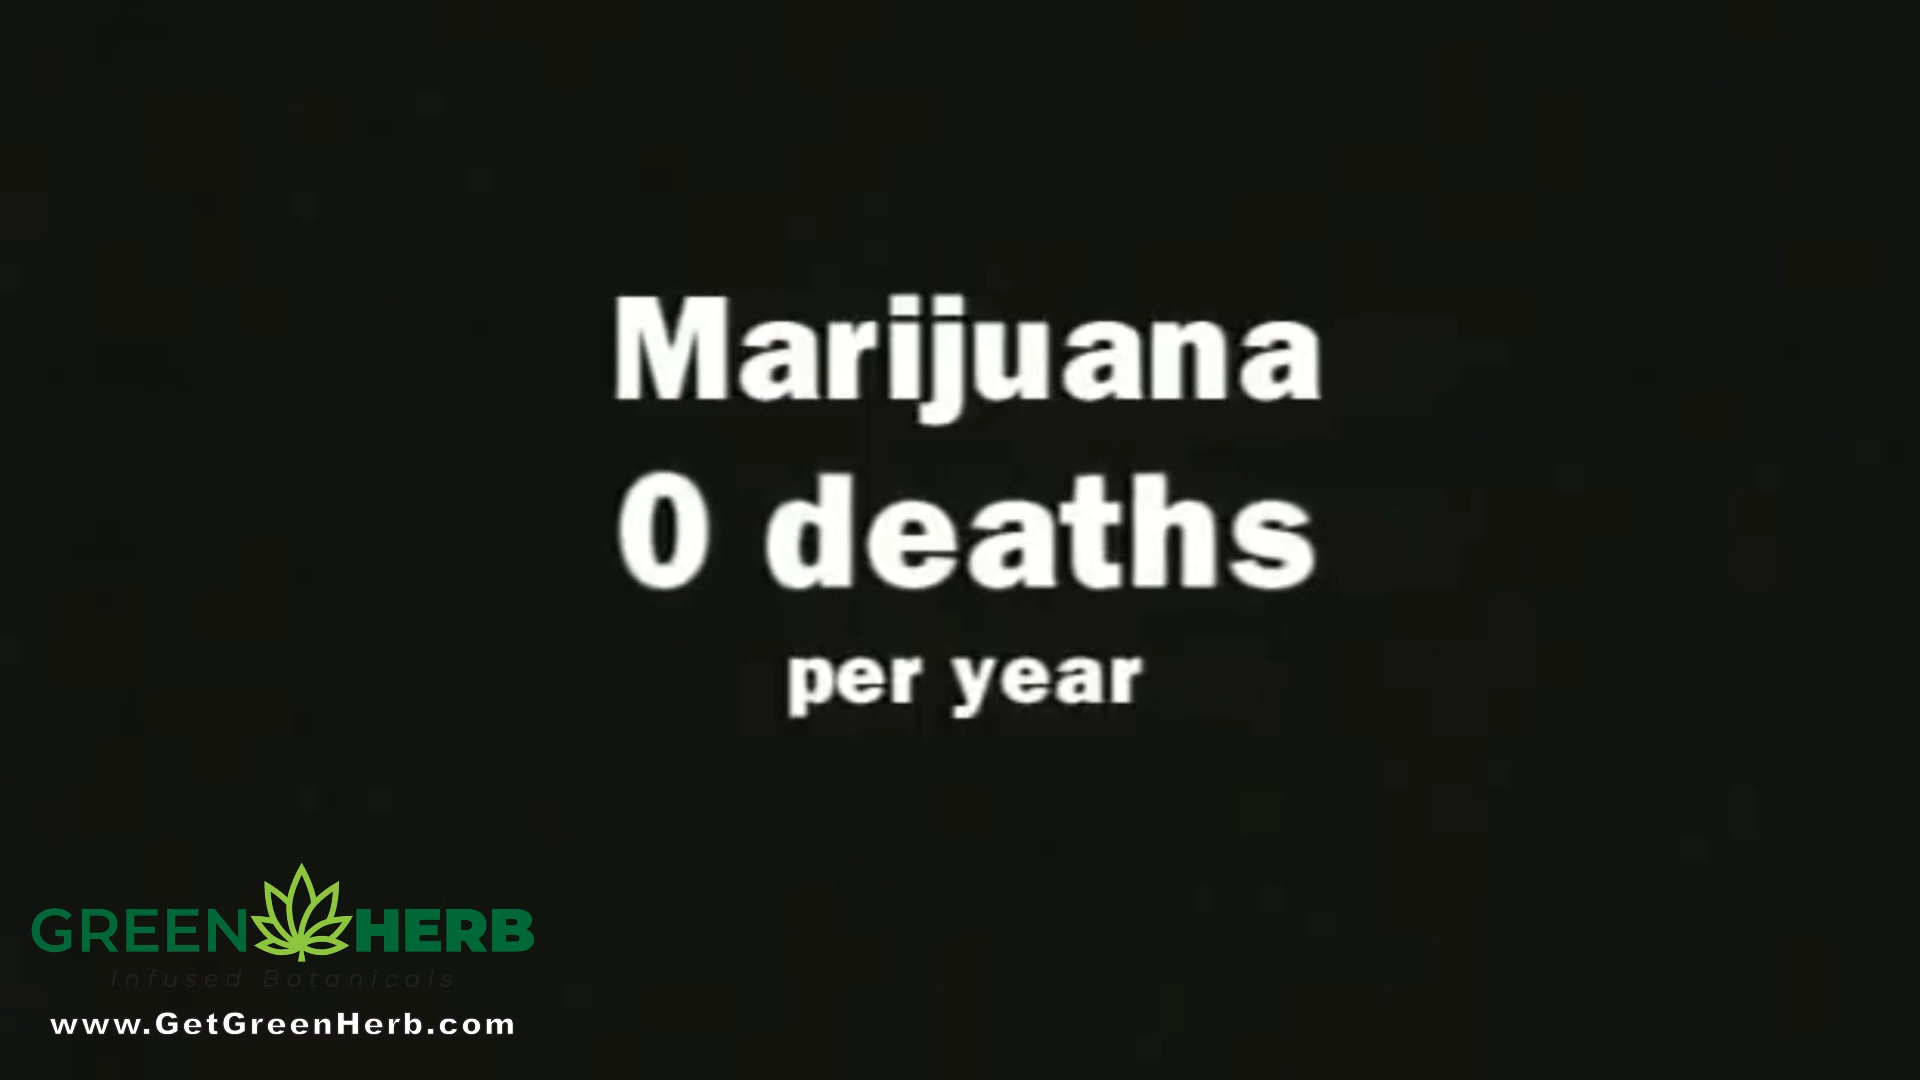 Marijuana
0 deaths
per year
GREEN HERB
Infused Botanicals
www.GetGreenHerb.com